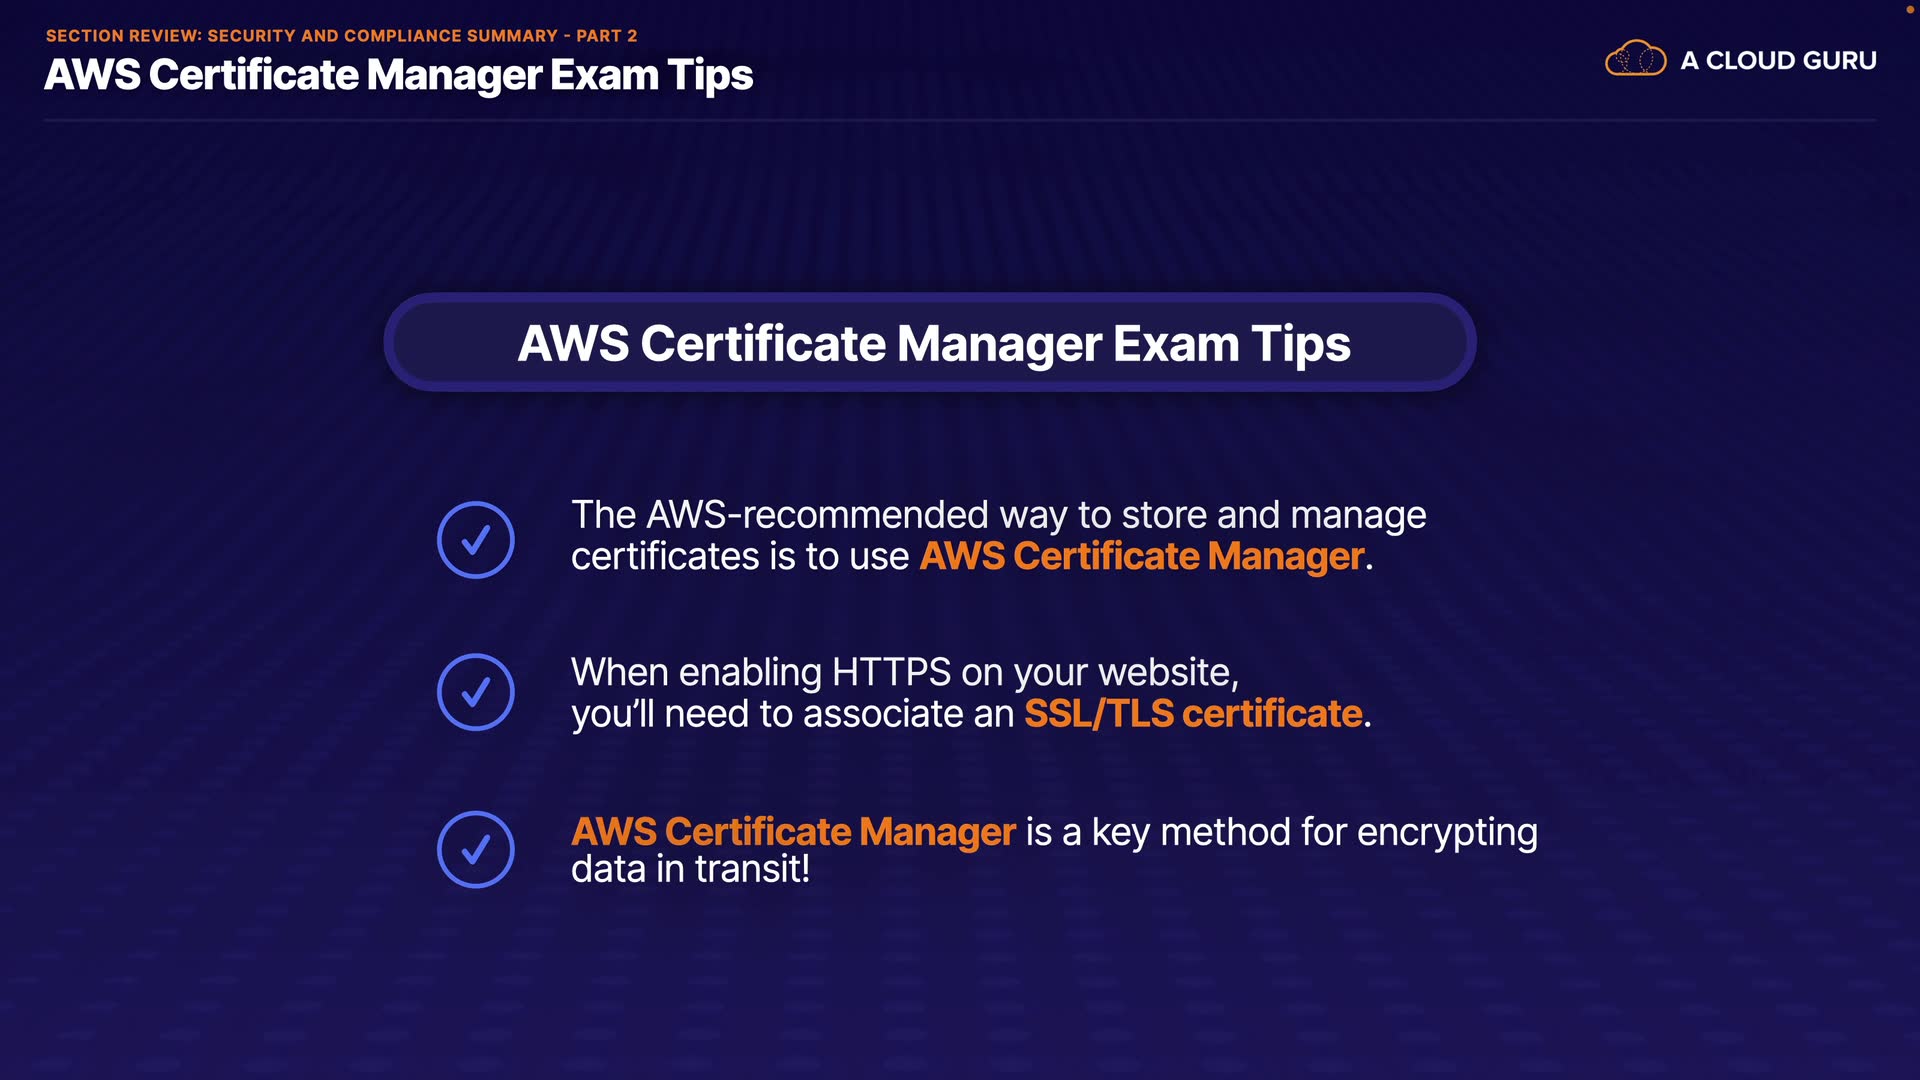 SECTION REVIEW: SECURITY AND COMPLIANCE SUMMARY - PART 2
AWS Certificate Manager Exam Tips
A CLOUD GURU
AWS Certificate Manager Exam Tips
The AWS-recommended way to store and manage
certificates is to use AWS Certificate Manager.
When enabling HTTPS on your website,
you’ll need to associate an SSL/TLS certificate.
AWS Certificate Manager is a key method for encrypting
data in transit!